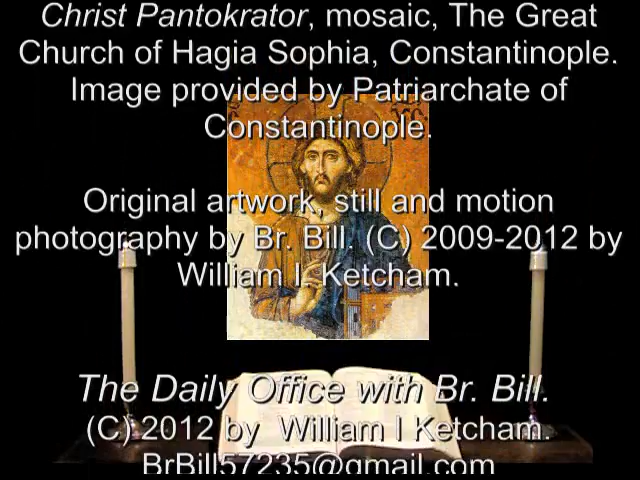 Christ Pantokrator, mosaic, The Great
Church of Hagia Sophia, Constantinople.
Image provided by Patriarchate of
Constantinople.
Original artwork, still and motion
photography by Br. Bill. (C) 2009-2012 by
William I. Ketcham.
The Daily Office with Br. Bill.
(C) 2012 by William I Ketcham.
BrBill57235@gmail.com